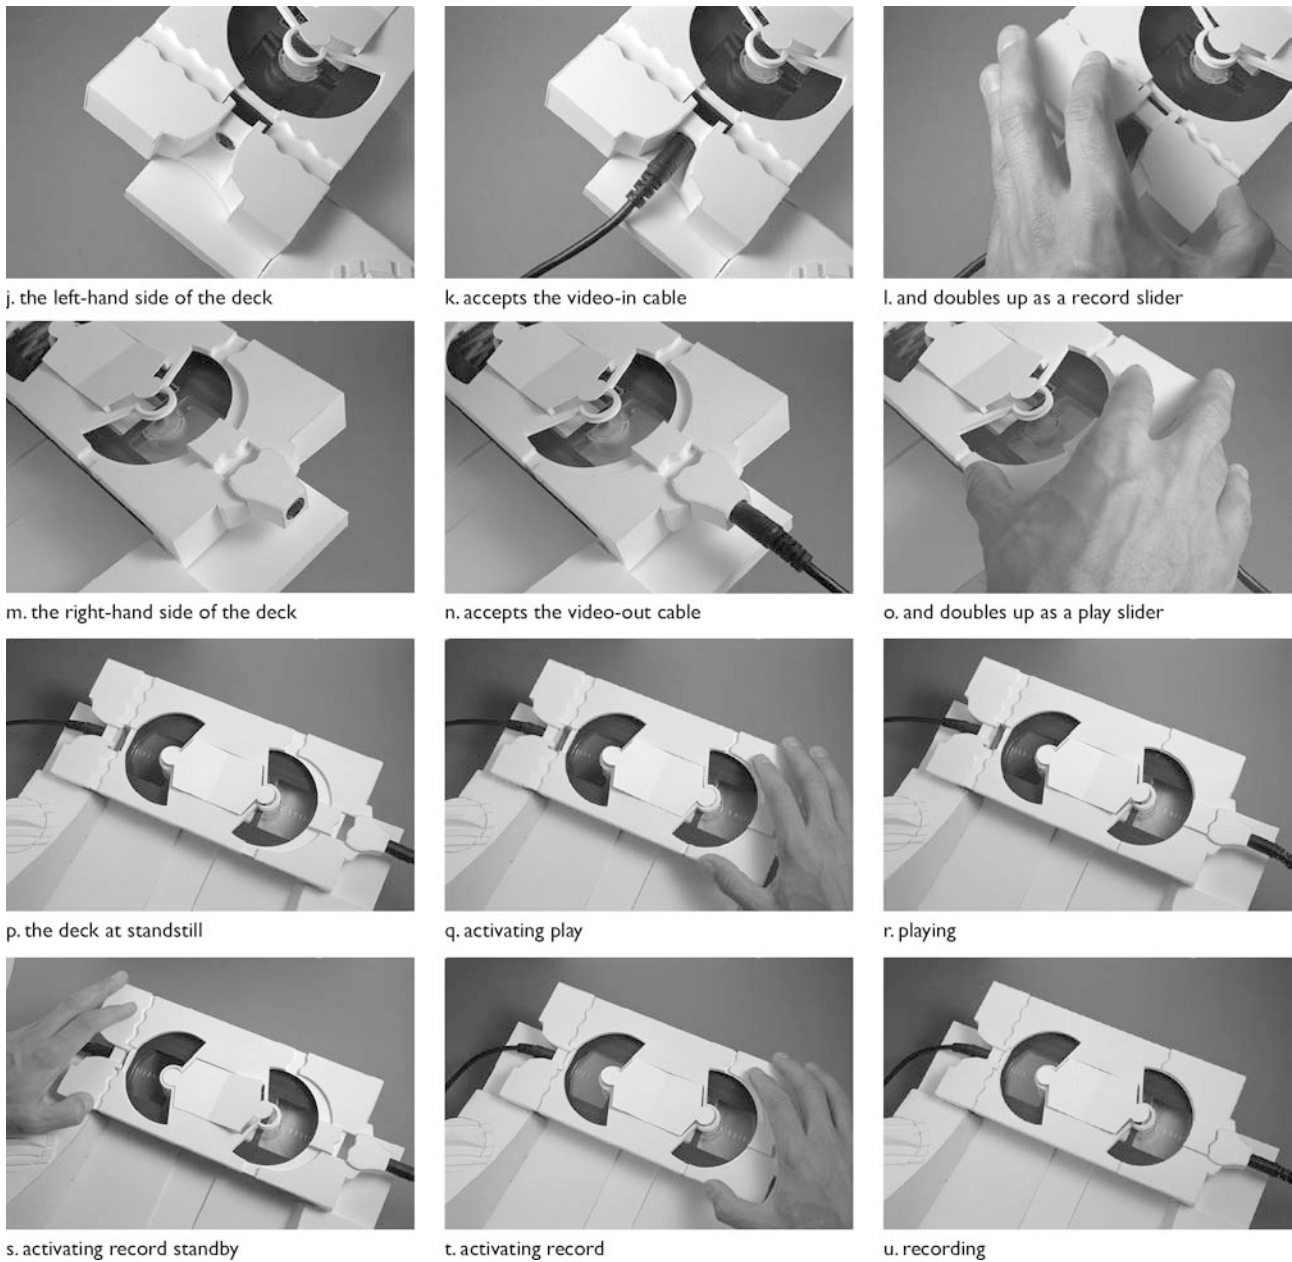 j. the left-hand side of the deck
k. accepts the video-in cable
l. and doubles up as a record slider
m. the right-hand side of the deck
n. accepts the video-out cable
o. and doubles up as a play slider
p. the deck at standstill
q. activating play
r. playing
s. activating record standby
t. activating record
u. recording